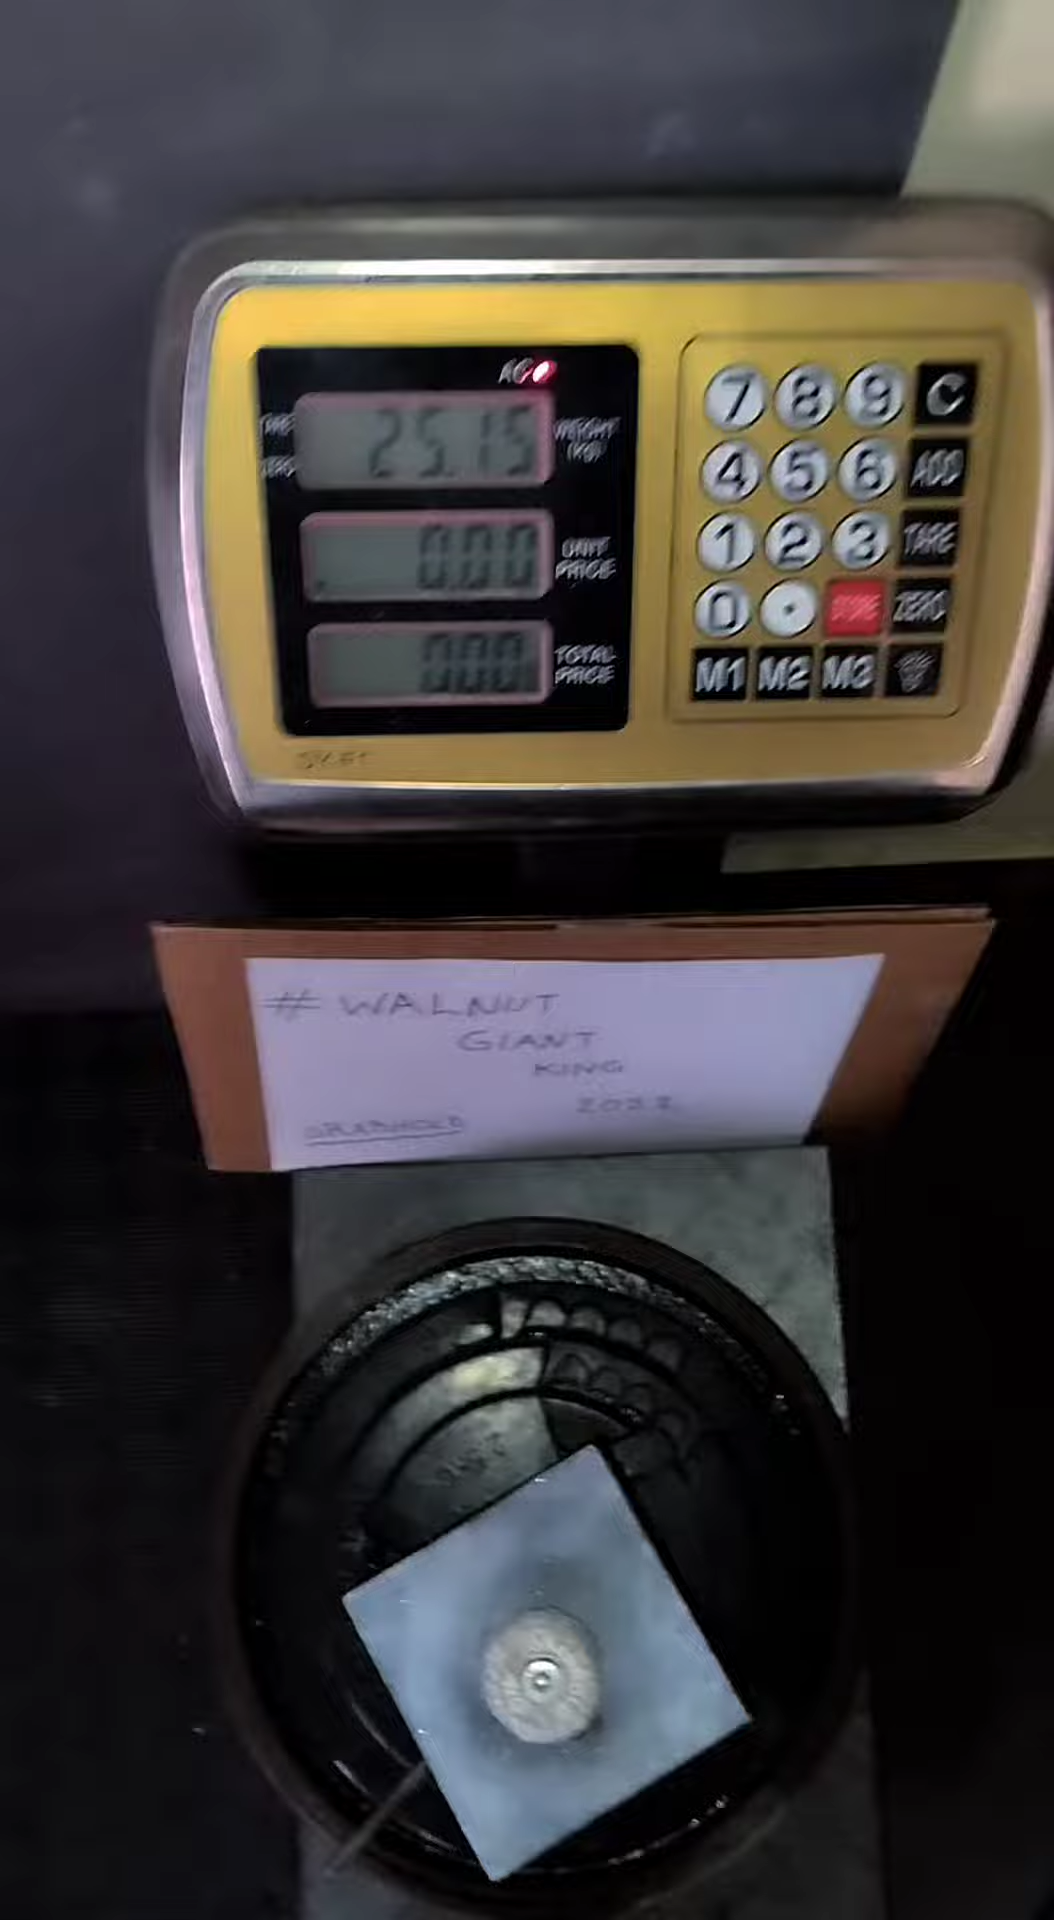 AC
25.15
WEIGHT
(KG)
ZERO
0.00
UNIT
PRICE
0.00
TOTAL
PRICE
7 8 9 C
4 5 6 ADD
1 2 3 TARE
0 . ZERO
M1 M2 M3
# WALNUT
GIANT
KING
2022